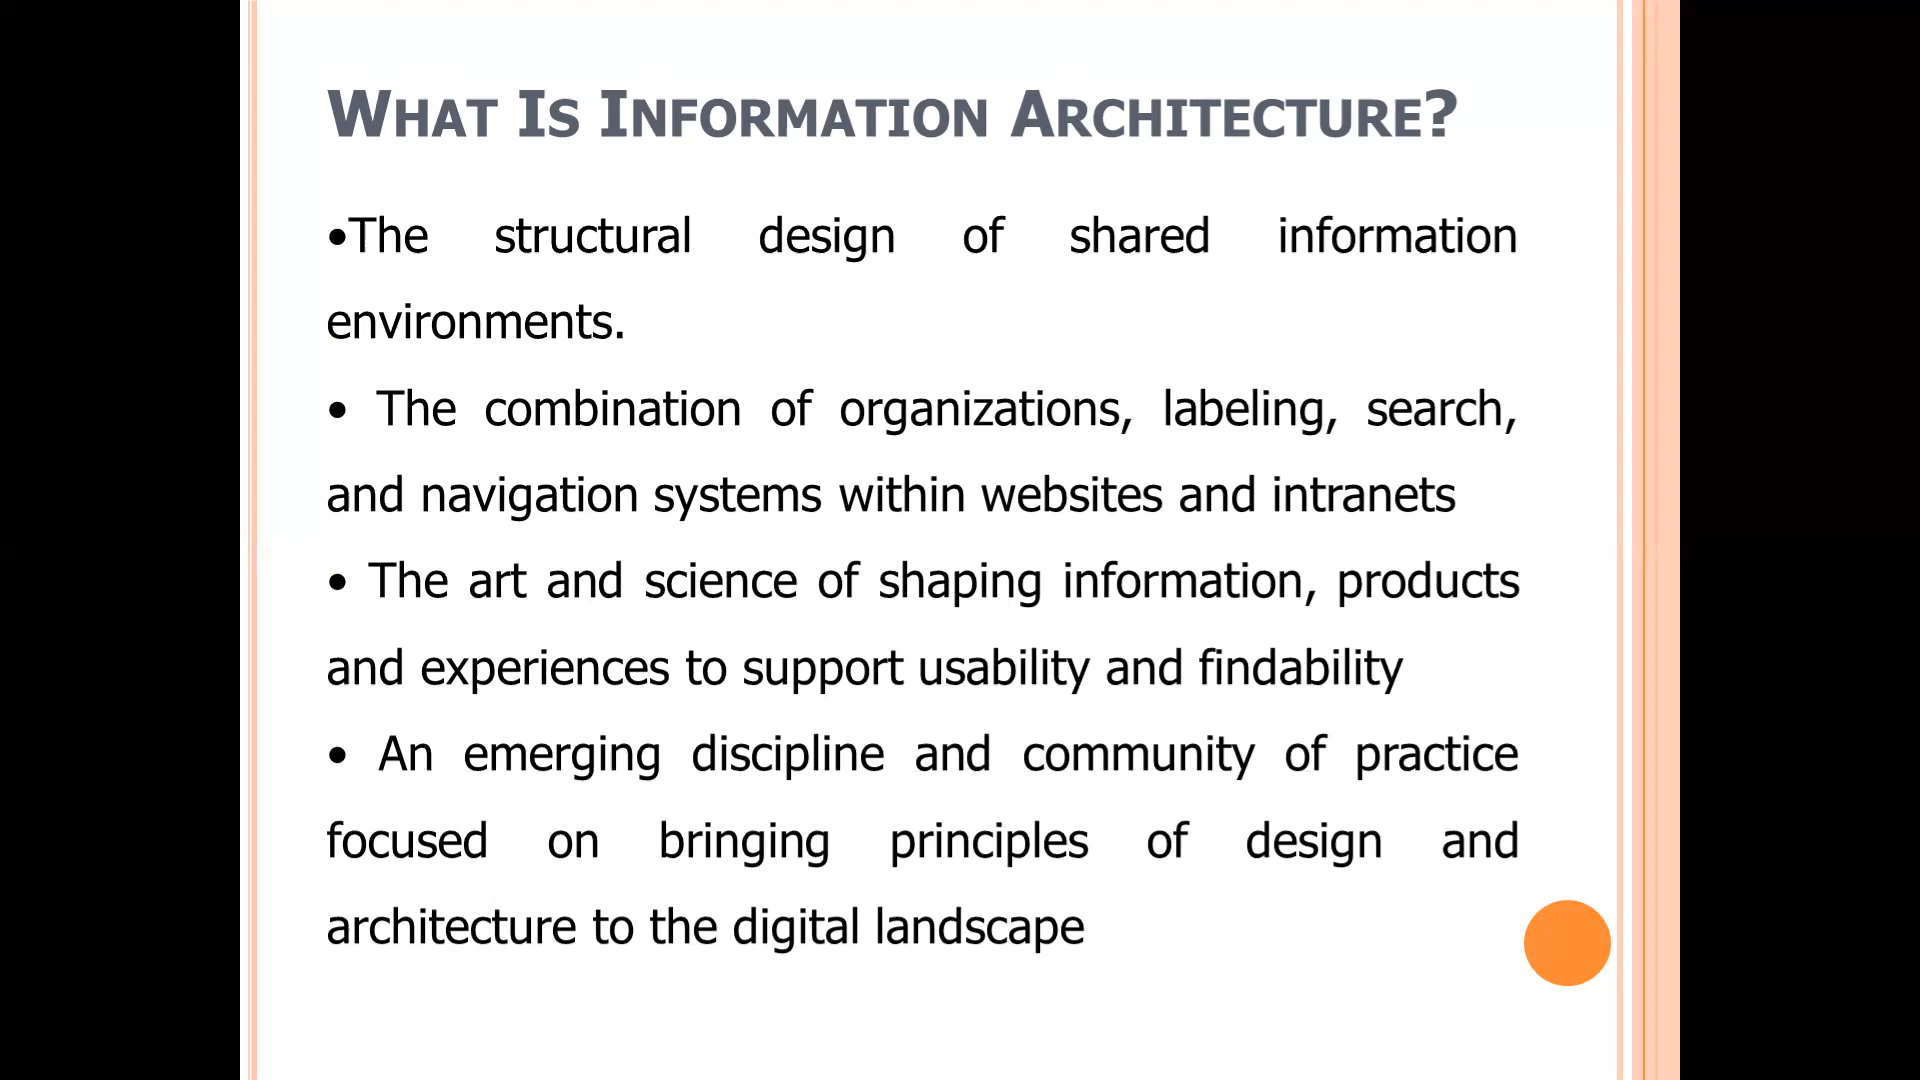 What Is Information Architecture?
•The structural design of shared information
environments.
• The combination of organizations, labeling, search,
and navigation systems within websites and intranets
• The art and science of shaping information, products
and experiences to support usability and findability
• An emerging discipline and community of practice
focused on bringing principles of design and
architecture to the digital landscape